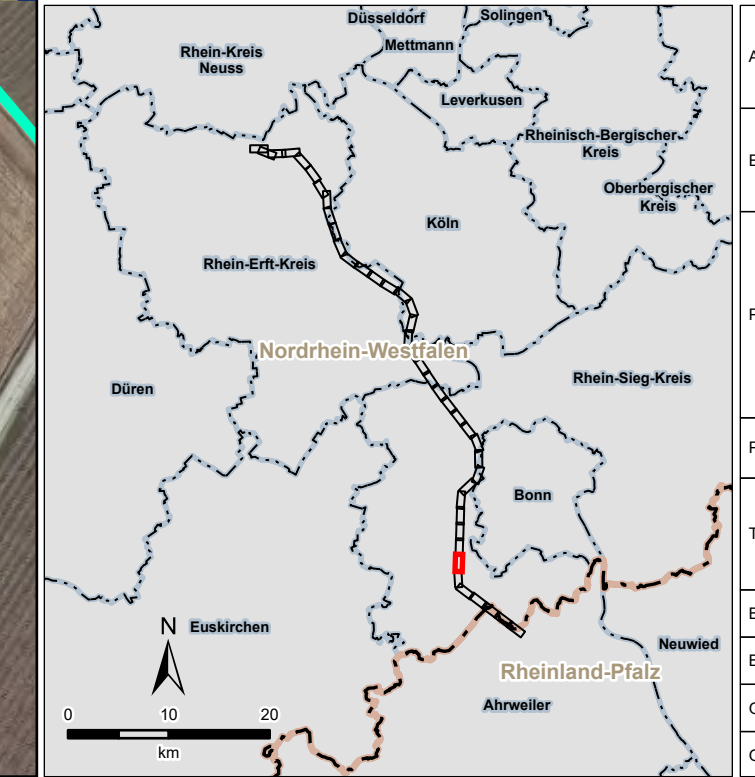 Düsseldorf
Solingen
Mettmann
Rhein-Kreis
Neuss
Leverkusen
Rheinisch-Bergischer
Kreis
Oberbergischer
Kreis
Köln
Rhein-Erft-Kreis
Nordrhein-Westfalen
Düren
Rhein-Sieg-Kreis
Bonn
N
Euskirchen
Neuwied
Rheinland-Pfalz
Ahrweiler
0 10 20
km